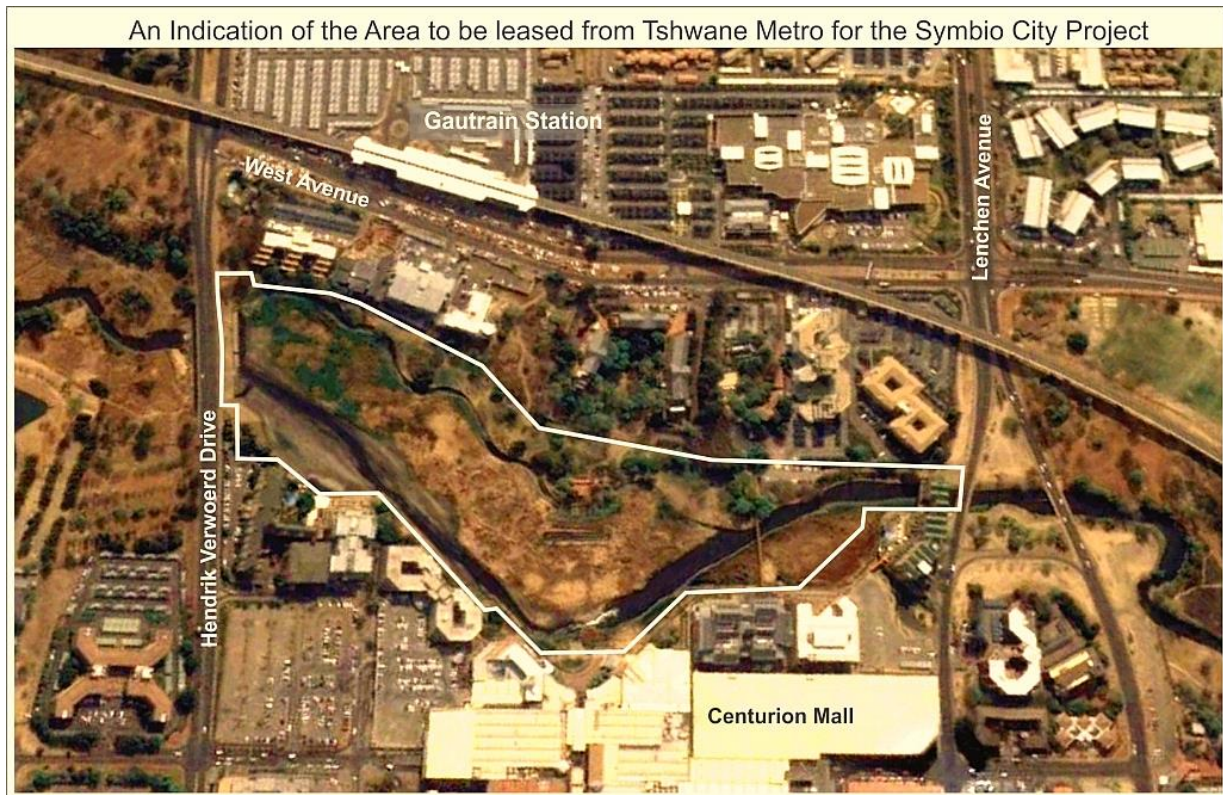 An Indication of the Area to be leased from Tshwane Metro for the Symbio City Project
Gautrain Station
West Avenue
Lenchen Avenue
Hendrik Verwoerd Drive
Centurion Mall